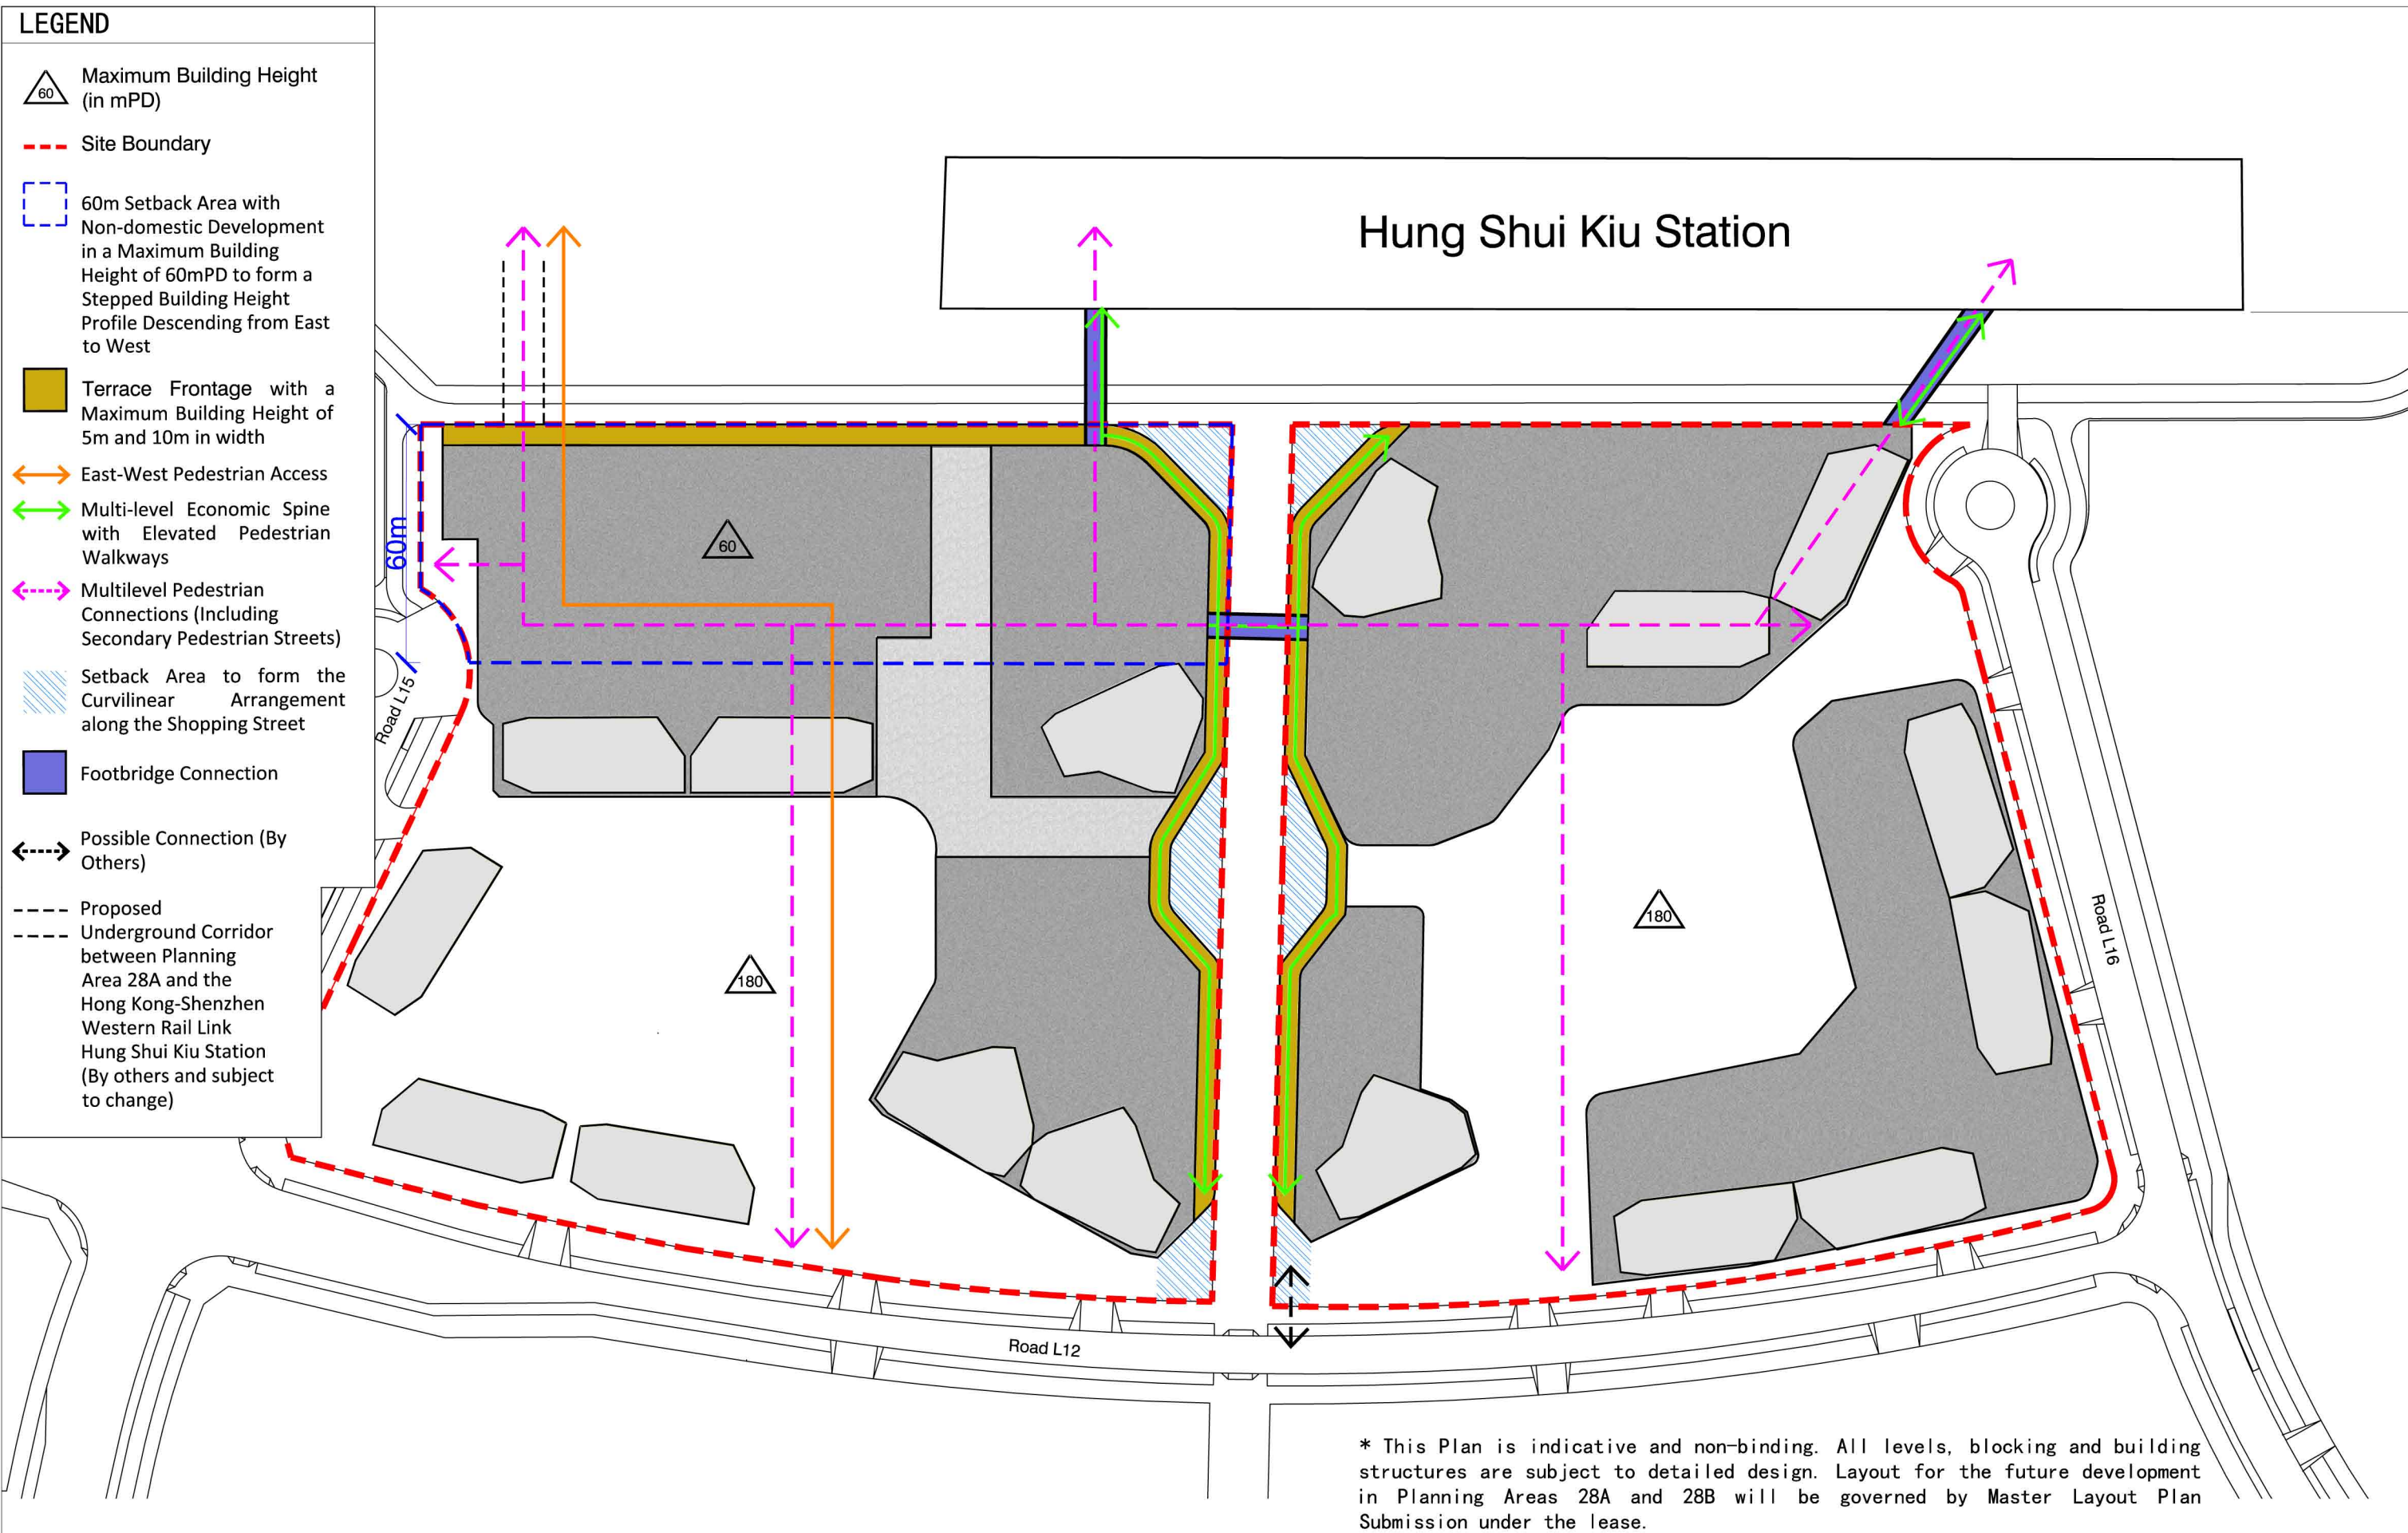 LEGEND
60
Maximum Building Height
(in mPD)
Site Boundary
60m Setback Area with
Non-domestic Development
in a Maximum Building
Height of 60mPD to form a
Stepped Building Height
Profile Descending from East
to West
Terrace Frontage with a
Maximum Building Height of
5m and 10m in width
East-West Pedestrian Access
Multi-level Economic Spine
with Elevated Pedestrian
Walkways
Multilevel Pedestrian
Connections (Including
Secondary Pedestrian Streets)
Setback Area to form the
Curvilinear Arrangement
along the Shopping Street
Footbridge Connection
Possible Connection (By
Others)
Proposed
Underground Corridor
between Planning
Area 28A and the
Hong Kong-Shenzhen
Western Rail Link
Hung Shui Kiu Station
(By others and subject
to change)
Hung Shui Kiu Station
60m
60
Road L15
180
180
Road L16
Road L12
* This Plan is indicative and non-binding. All levels, blocking and building
structures are subject to detailed design. Layout for the future development
in Planning Areas 28A and 28B will be governed by Master Layout Plan
Submission under the lease.